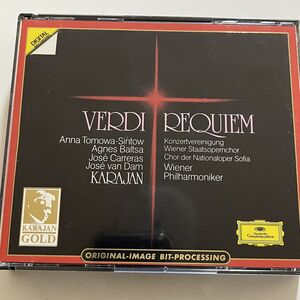 DIGITAL
VERDI REQUIEM
Anna Tomowa-Sintow
Agnes Baltsa
José Carreras
José van Dam
KARAJAN
Konzertvereinigung
Wiener Staatsopernchor
Chor der Nationaloper Sofia
Wiener
Philharmoniker
KARAJAN
GOLD
Deutsche
Grammophon
ORIGINAL-IMAGE BIT-PROCESSING